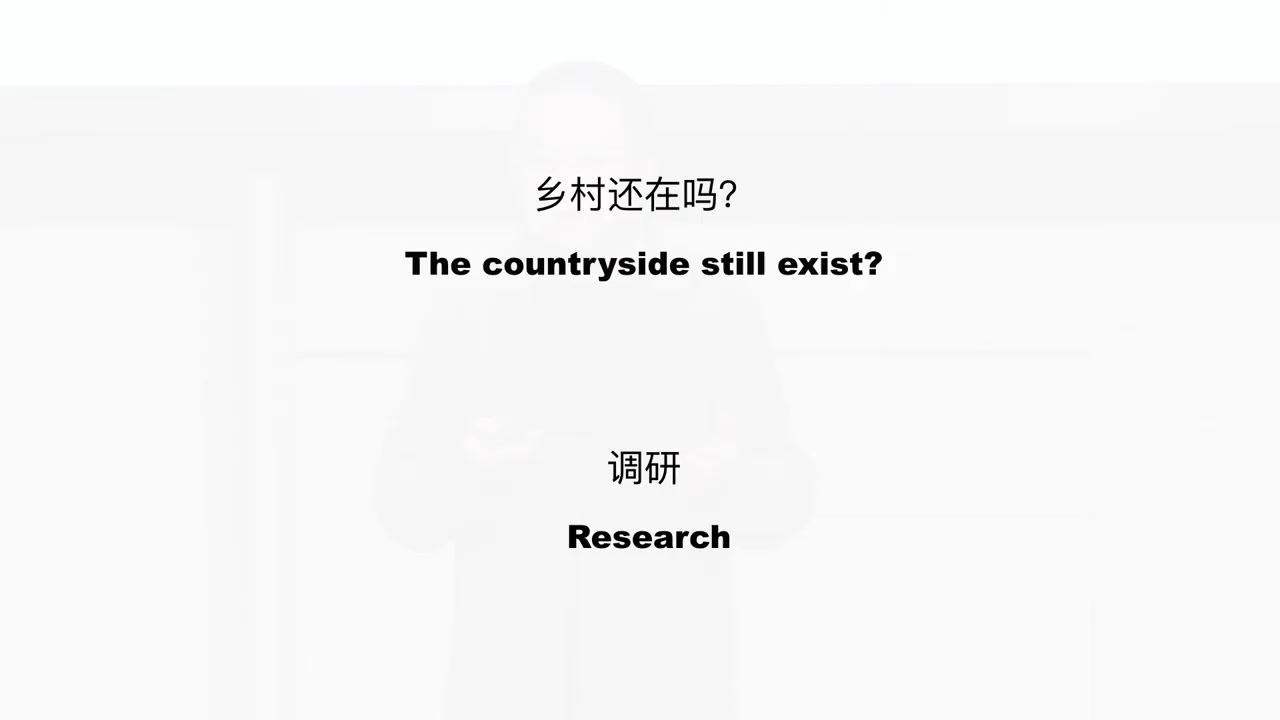 乡村还在吗?
The countryside still exist?
调研
Research